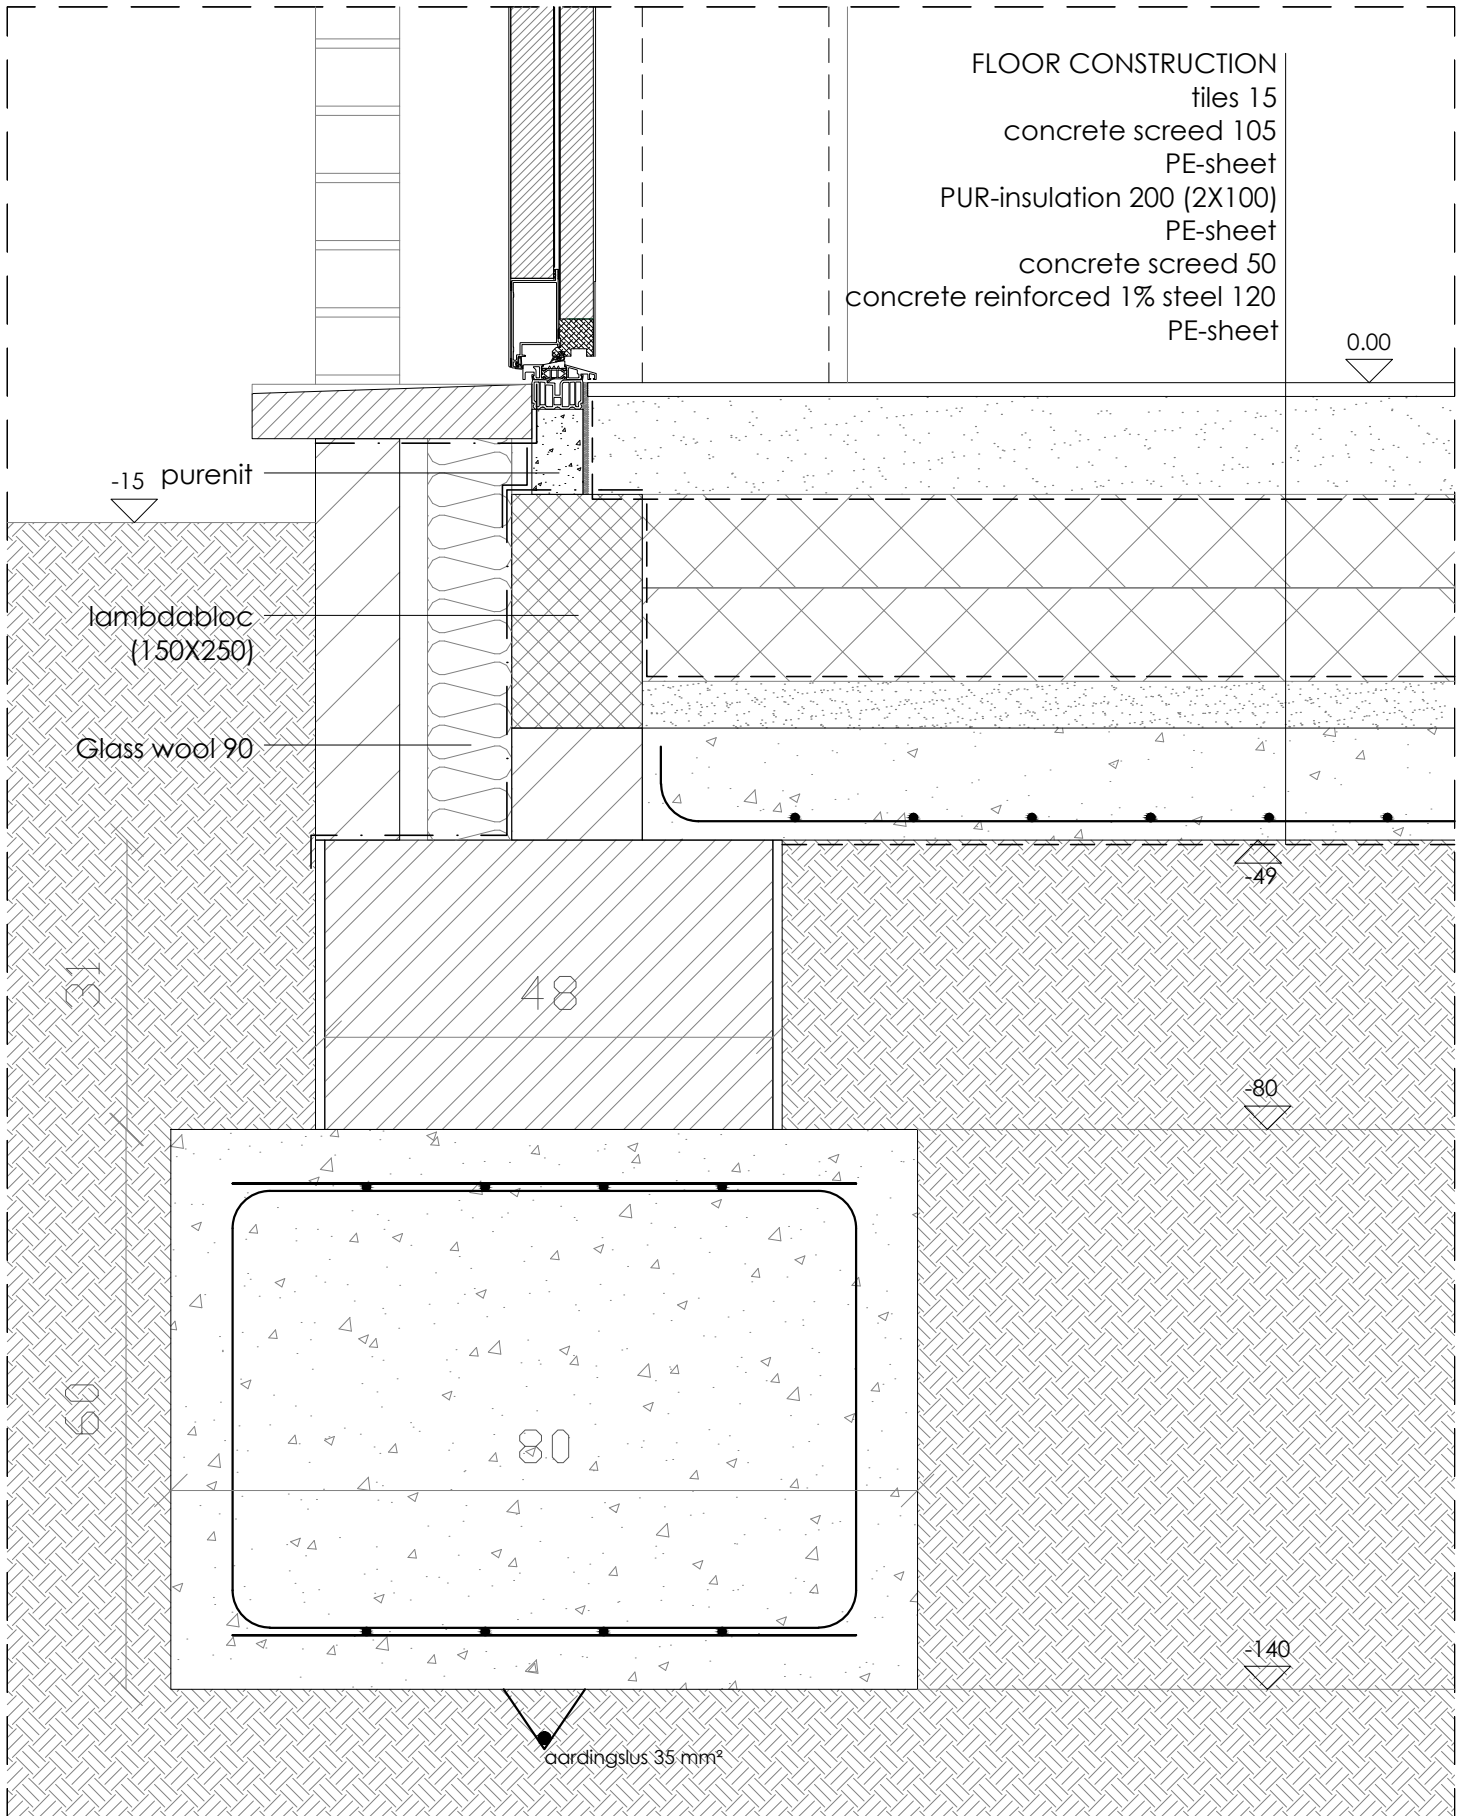 FLOOR CONSTRUCTION
tiles 15
concrete screed 105
PE-sheet
PUR-insulation 200 (2X100)
PE-sheet
concrete screed 50
concrete reinforced 1% steel 120
PE-sheet
0.00
-15
purenit
lambdabloc
(150X250)
Glass wool 90
-49
31
48
-80
60
80
-140
aardingslus 35 mm²